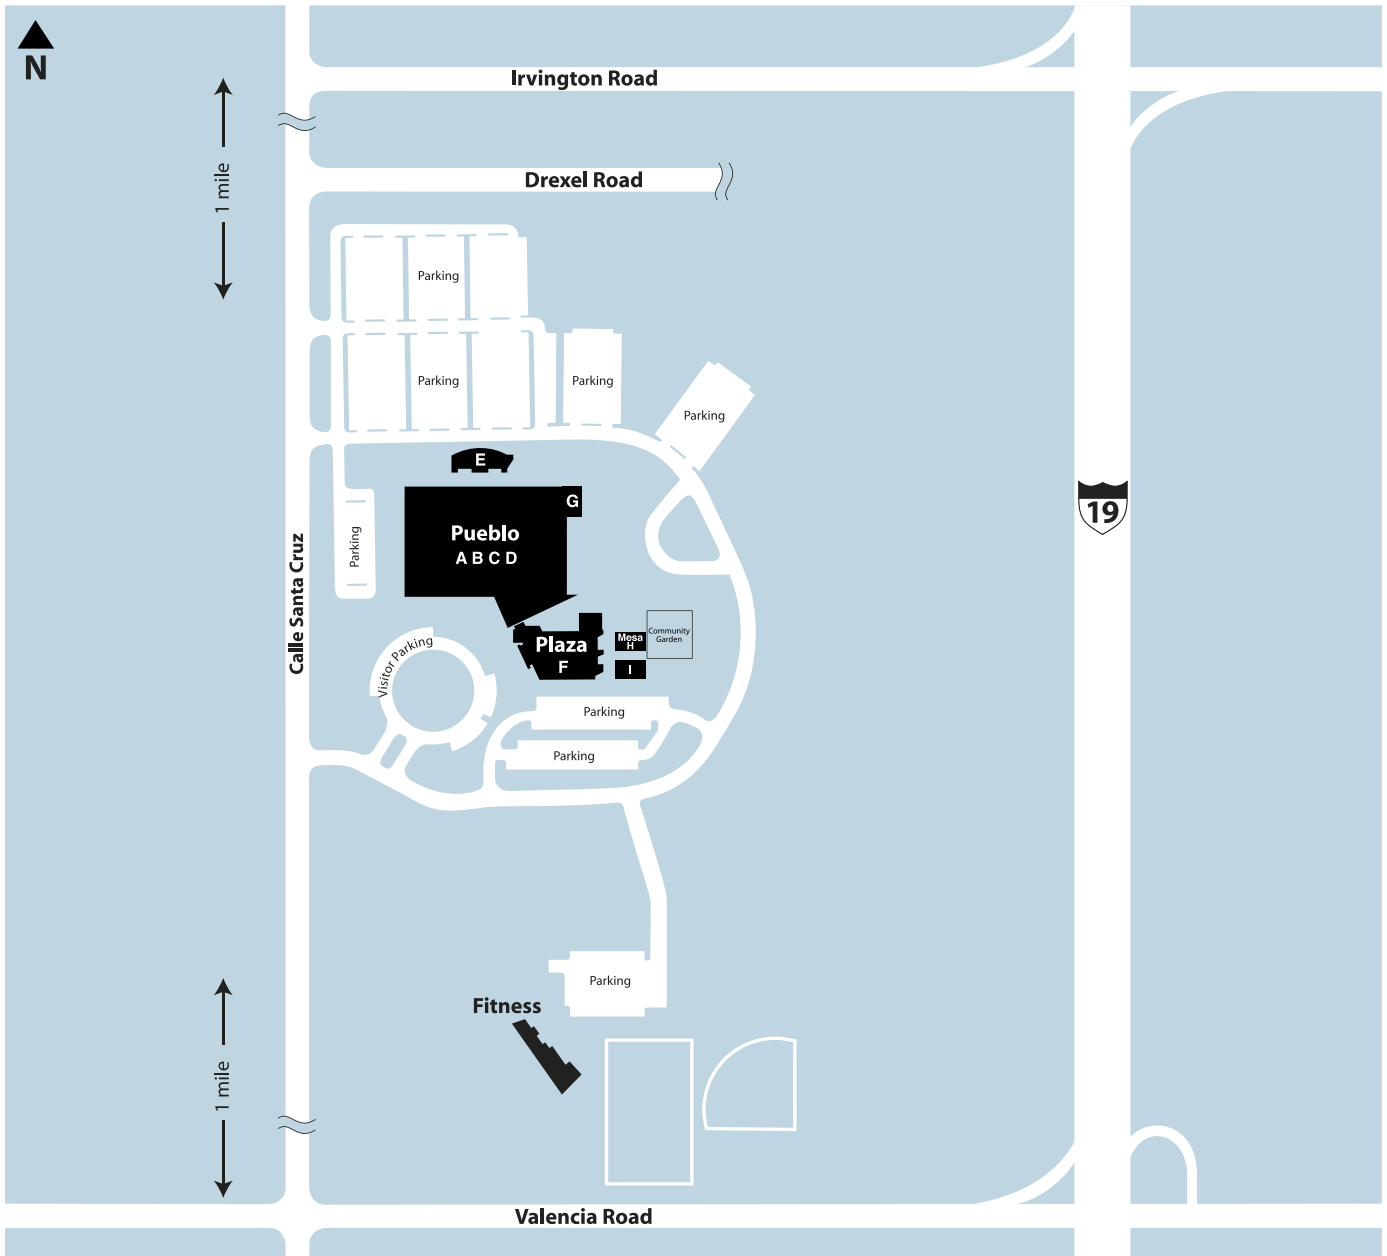 N
Irvington Road
1 mile
Drexel Road
Parking
Parking
Parking
Parking
E
G
19
Pueblo
A B C D
Parking
Calle Santa Cruz
Community
Garden
Mesa
H
Plaza
F
I
Visitor Parking
Parking
Parking
Parking
Fitness
1 mile
Valencia Road